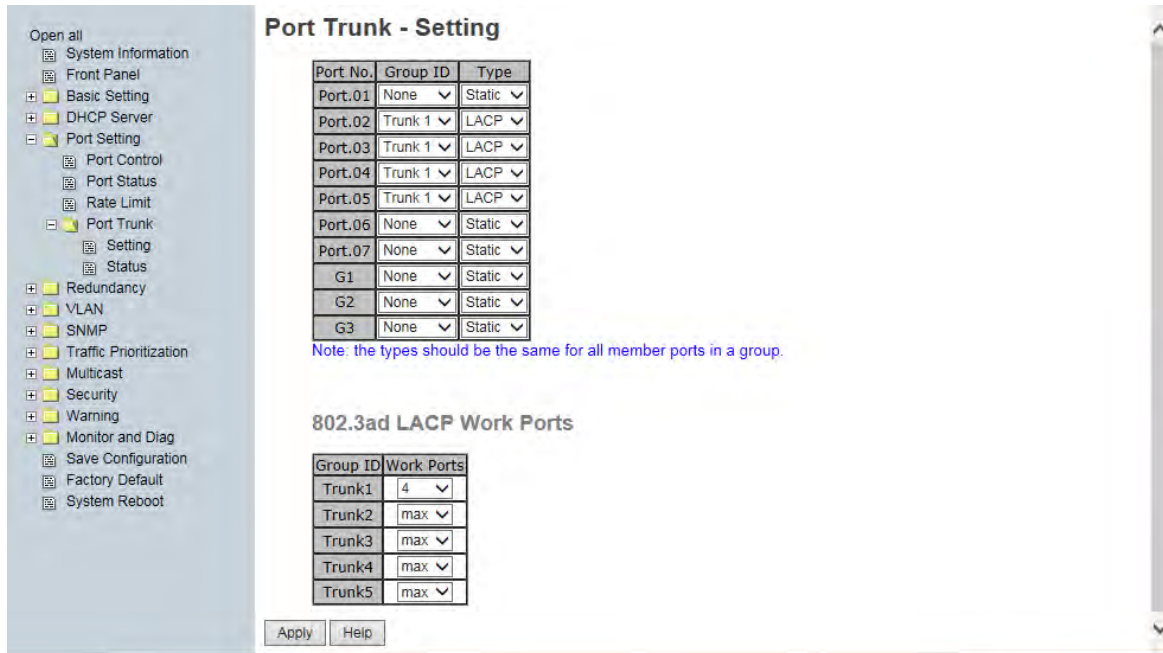 Open all
System Information
Front Panel
Basic Setting
DHCP Server
Port Setting
Port Control
Port Status
Rate Limit
Port Trunk
Setting
Status
Redundancy
VLAN
SNMP
Traffic Prioritization
Multicast
Security
Warning
Monitor and Diag
Save Configuration
Factory Default
System Reboot
Port Trunk - Setting
Port No. Group ID Type
Port.01 None Static
Port.02 Trunk 1 LACP
Port.03 Trunk 1 LACP
Port.04 Trunk 1 LACP
Port.05 Trunk 1 LACP
Port.06 None Static
Port.07 None Static
G1 None Static
G2 None Static
G3 None Static
Note: the types should be the same for all member ports in a group.
802.3ad LACP Work Ports
Group ID Work Ports
Trunk1 4
Trunk2 max
Trunk3 max
Trunk4 max
Trunk5 max
Apply Help